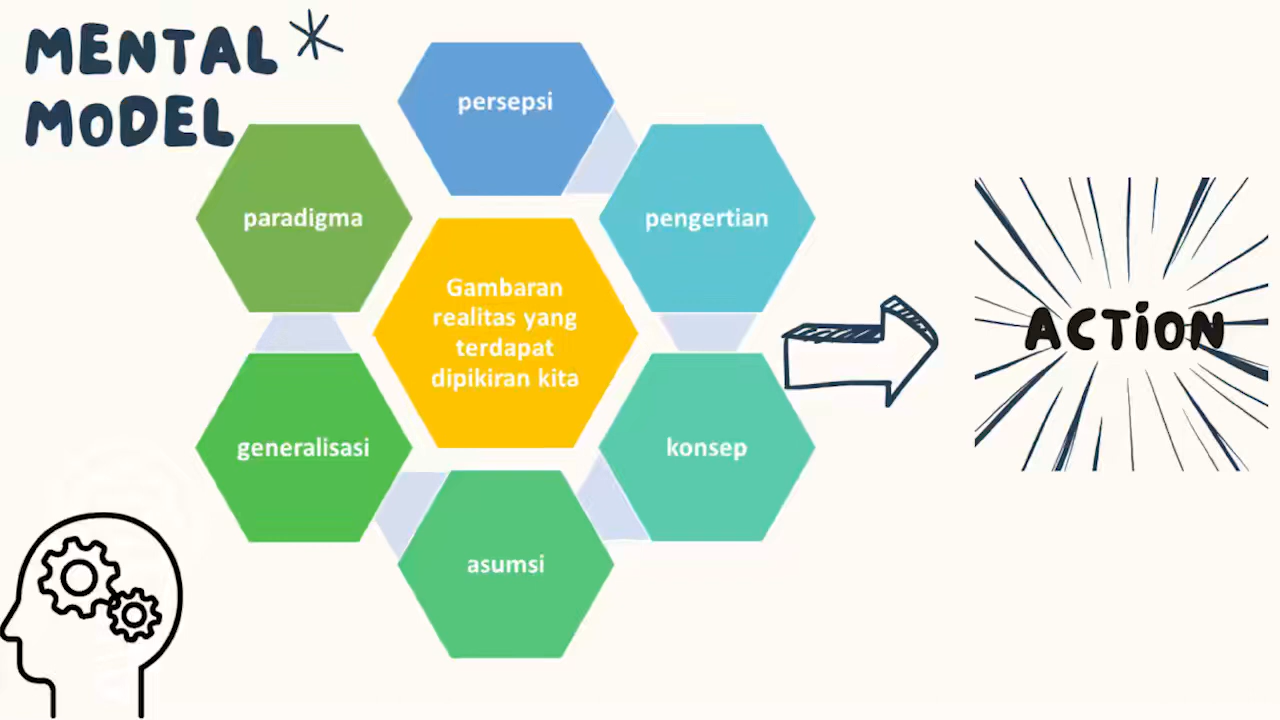 MENTAL
MODEL
persepsi
pengertian
konsep
asumsi
generalisasi
paradigma
Gambaran
realitas yang
terdapat
dipikiran kita
ACTION